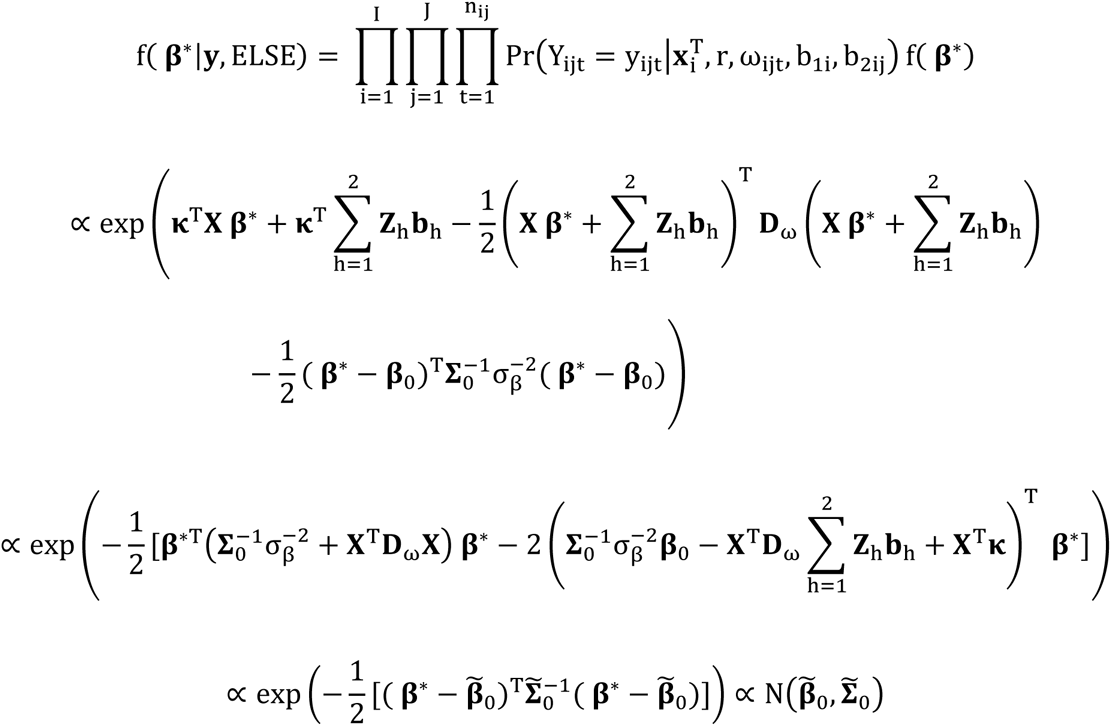 f( β*|y, ELSE) = ∏_{i=1}^{I} ∏_{j=1}^{J} ∏_{t=1}^{n_{ij}} Pr(Y_{ijt} = y_{ijt}|x_i^T, r, ω_{ijt}, b_{1i}, b_{2ij}) f( β*)
∝ exp ( κ^T X β* + κ^T ∑_{h=1}^{2} Z_h b_h − 1/2 ( X β* + ∑_{h=1}^{2} Z_h b_h )^T D_ω ( X β* + ∑_{h=1}^{2} Z_h b_h )
− 1/2 ( β* − β_0)^T Σ_0^{−1} σ_β^{−2} ( β* − β_0) )
∝ exp ( − 1/2 [β*^T (Σ_0^{−1} σ_β^{−2} + X^T D_ω X) β* − 2 ( Σ_0^{−1} σ_β^{−2} β_0 − X^T D_ω ∑_{h=1}^{2} Z_h b_h + X^T κ )^T β*] )
∝ exp ( − 1/2 [( β* − β̃_0)^T Σ̃_0^{−1} ( β* − β̃_0)] ) ∝ N(β̃_0, Σ̃_0)